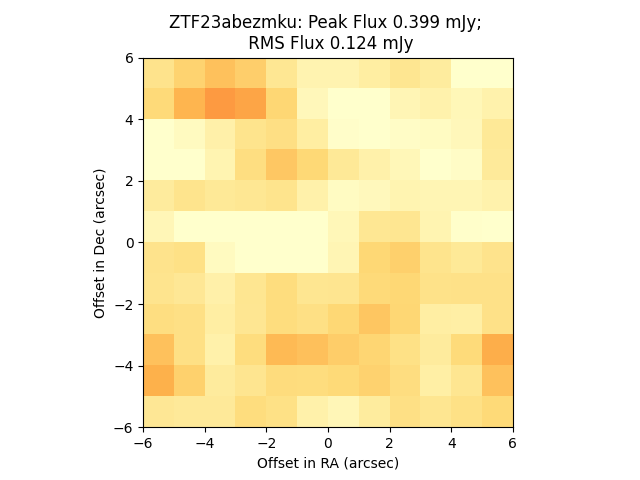 ZTF23abezmku: Peak Flux 0.399 mJy;
RMS Flux 0.124 mJy
6
4
2
0
−2
−4
−6
Offset in Dec (arcsec)
−6 −4 −2 0 2 4 6
Offset in RA (arcsec)